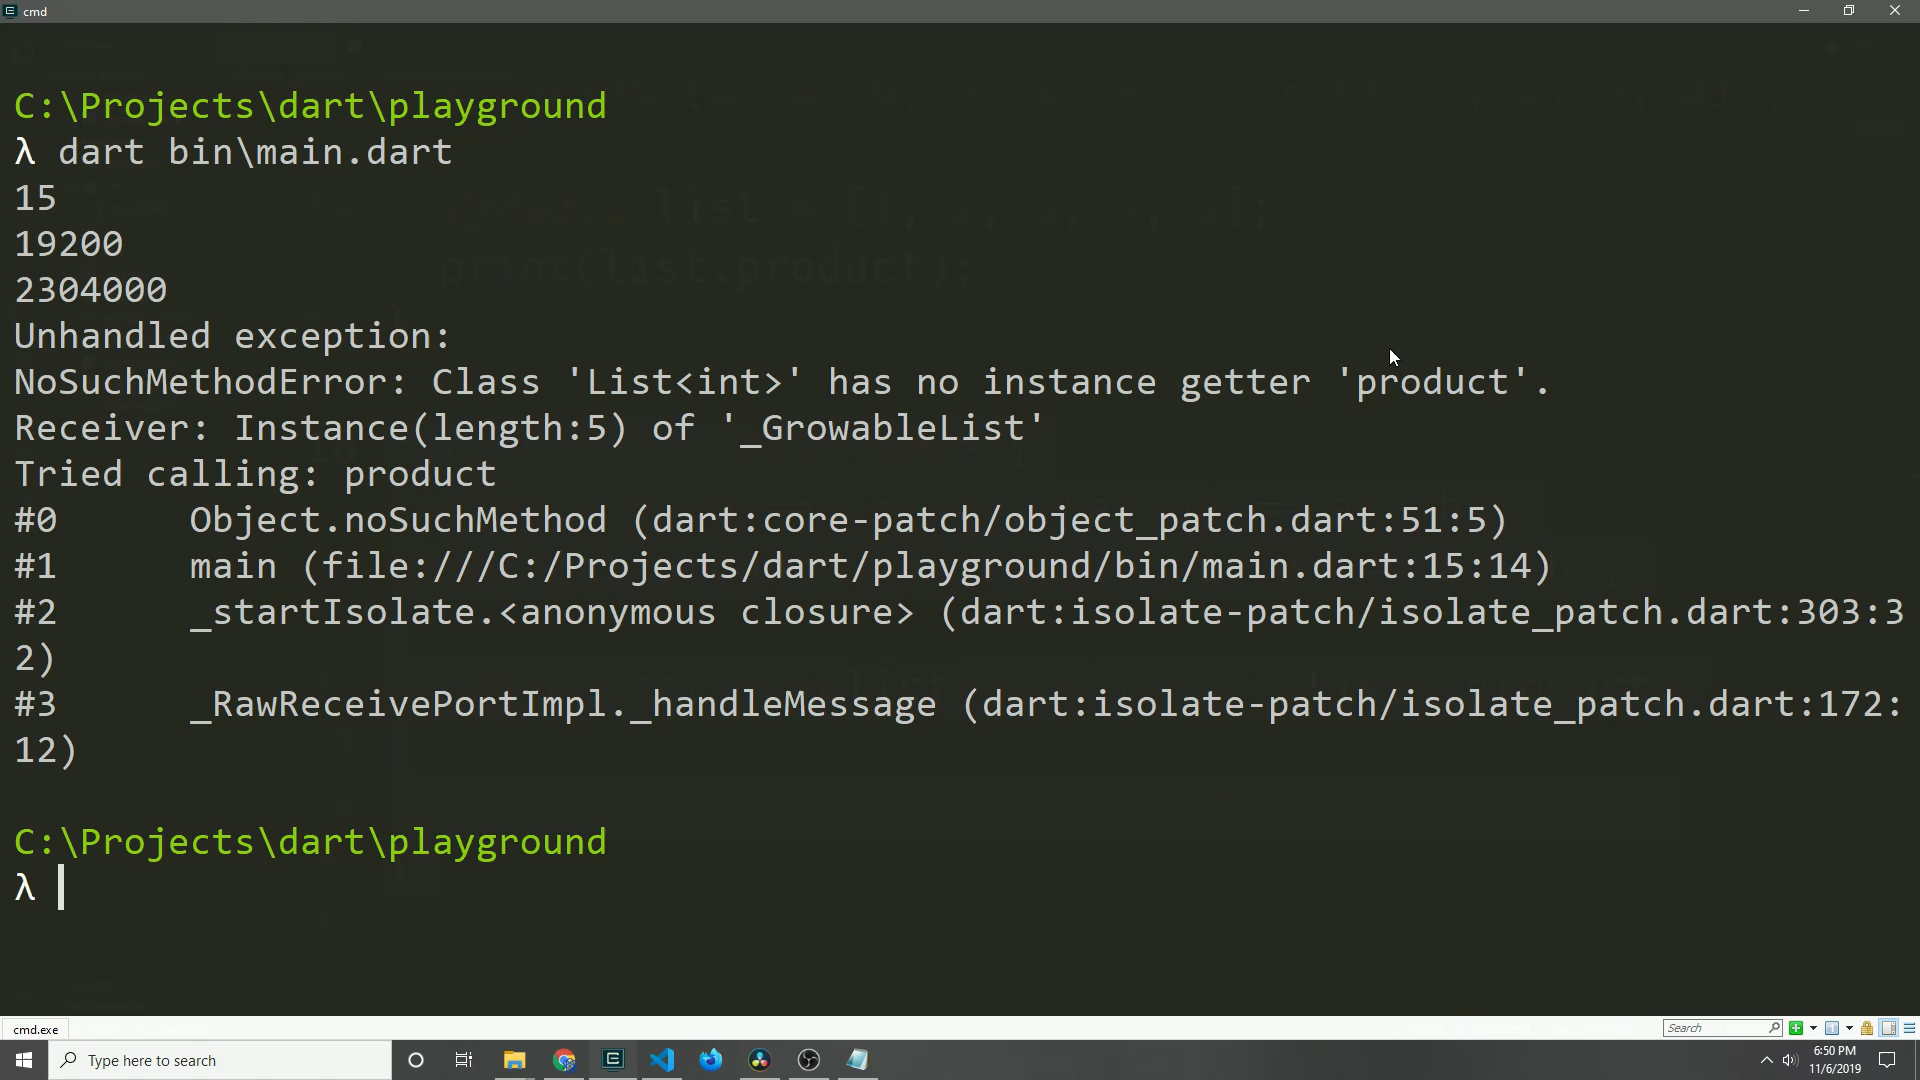 cmd
C:\Projects\dart\playground
λ dart bin\main.dart
15
19200
2304000
Unhandled exception:
NoSuchMethodError: Class 'List<int>' has no instance getter 'product'.
Receiver: Instance(length:5) of '_GrowableList'
Tried calling: product
#0      Object.noSuchMethod (dart:core-patch/object_patch.dart:51:5)
#1      main (file:///C:/Projects/dart/playground/bin/main.dart:15:14)
#2      _startIsolate.<anonymous closure> (dart:isolate-patch/isolate_patch.dart:303:3
2)
#3      _RawReceivePortImpl._handleMessage (dart:isolate-patch/isolate_patch.dart:172:
12)
C:\Projects\dart\playground
λ
list = [
print(list.product);
cmd.exe
Search
Type here to search
6:50 PM
11/6/2019